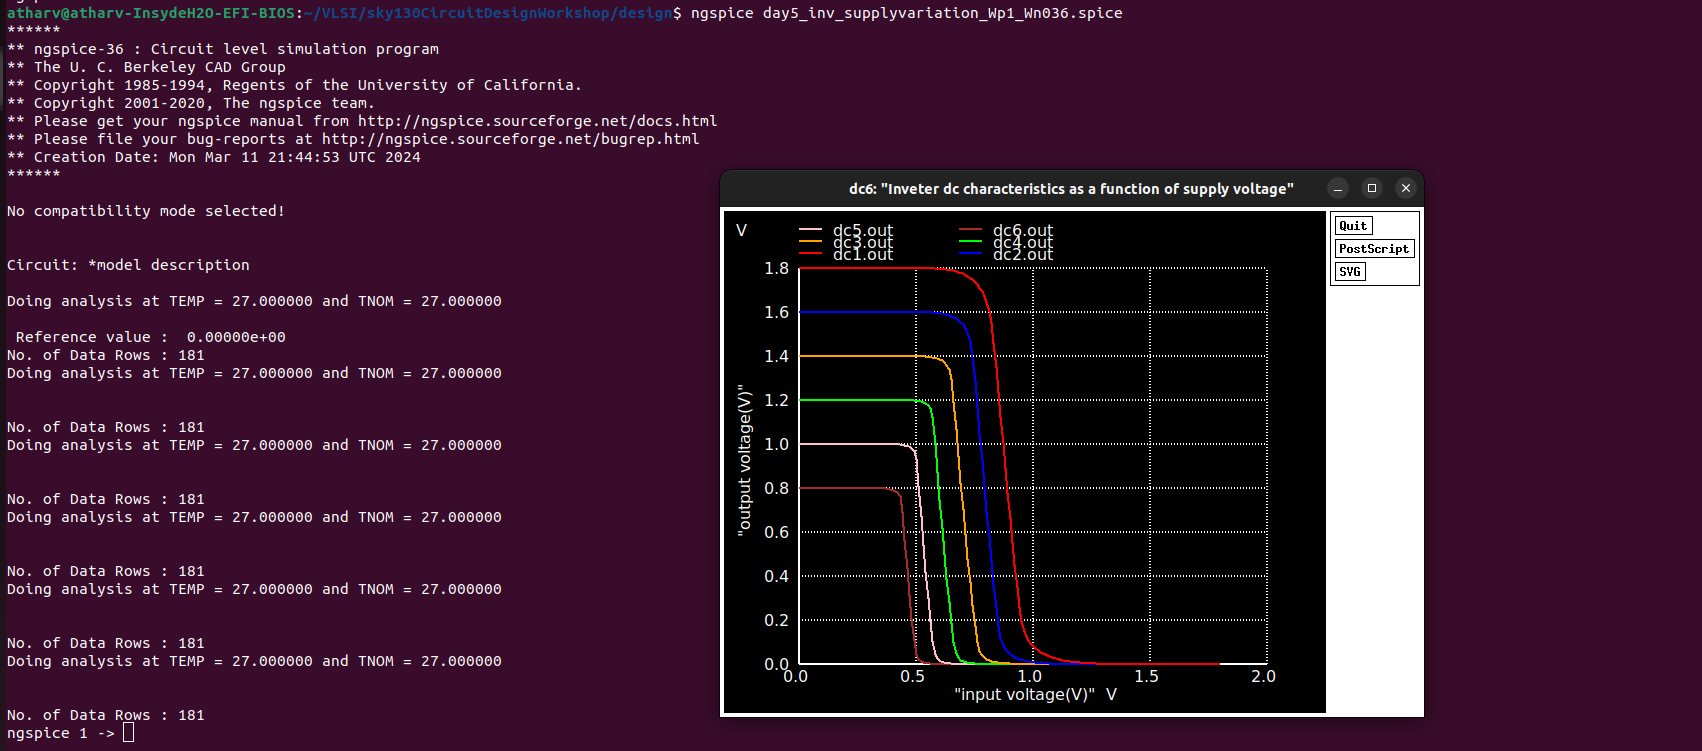 atharv@atharv-InsydeH2O-EFI-BIOS:~/VLSI/sky130CircuitDesignWorkshop/design$ ngspice day5_inv_supplyvariation_Wp1_Wn036.spice
******
** ngspice-36 : Circuit level simulation program
** The U. C. Berkeley CAD Group
** Copyright 1985-1994, Regents of the University of California.
** Copyright 2001-2020, The ngspice team.
** Please get your ngspice manual from http://ngspice.sourceforge.net/docs.html
** Please file your bug-reports at http://ngspice.sourceforge.net/bugrep.html
** Creation Date: Mon Mar 11 21:44:53 UTC 2024
******
No compatibility mode selected!
Circuit: *model description
Doing analysis at TEMP = 27.000000 and TNOM = 27.000000
Reference value :  0.00000e+00
No. of Data Rows : 181
Doing analysis at TEMP = 27.000000 and TNOM = 27.000000
No. of Data Rows : 181
Doing analysis at TEMP = 27.000000 and TNOM = 27.000000
No. of Data Rows : 181
Doing analysis at TEMP = 27.000000 and TNOM = 27.000000
No. of Data Rows : 181
Doing analysis at TEMP = 27.000000 and TNOM = 27.000000
No. of Data Rows : 181
Doing analysis at TEMP = 27.000000 and TNOM = 27.000000
No. of Data Rows : 181
ngspice 1 ->
dc6: "Inveter dc characteristics as a function of supply voltage"
Quit
PostScript
SVG
V
dc5.out dc6.out
dc3.out dc4.out
dc1.out dc2.out
1.8
1.6
1.4
1.2
1.0
0.8
0.6
0.4
0.2
0.0
"output voltage(V)"
0.0 0.5 1.0 1.5 2.0
"input voltage(V)" V